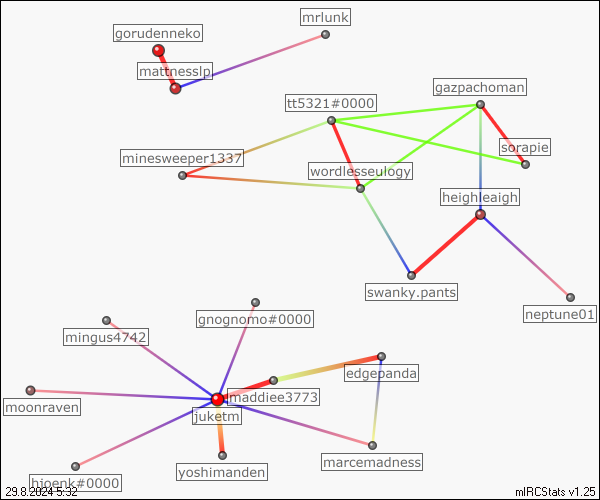 mrlunk
gorudenneko
mattnesslp
gazpachoman
tt5321#0000
sorapie
minesweeper1337
wordlesseulogy
heighleaigh
swanky.pants
neptune01
gnognomo#0000
mingus4742
edgepanda
maddiee3773
moonraven
juketm
marcemadness
yoshimanden
hjoenk#0000
29.8.2024 5:32
mIRCStats v1.25